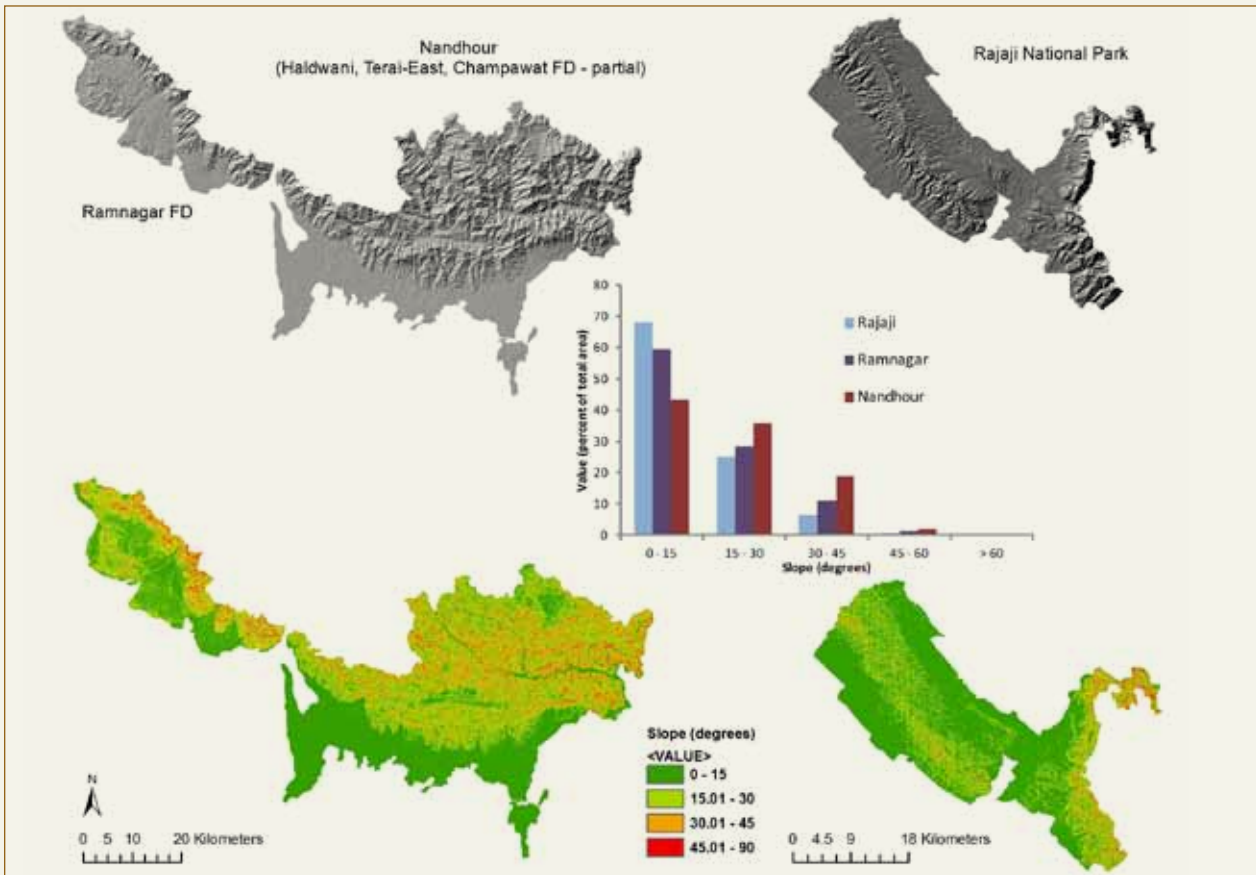 Nandhour
(Haldwani, Terai-East, Champawat FD - partial)
Rajaji National Park
Ramnagar FD
Value (percent of total area)
80
70
60
50
40
30
20
10
0
Rajaji
Ramnagar
Nandhour
0 - 15
15 - 30
30 - 45
45 - 60
> 60
Slope (degrees)
Slope (degrees)
<VALUE>
0 - 15
15.01 - 30
30.01 - 45
45.01 - 90
N
0 5 10 20 Kilometers
0 4.5 9 18 Kilometers